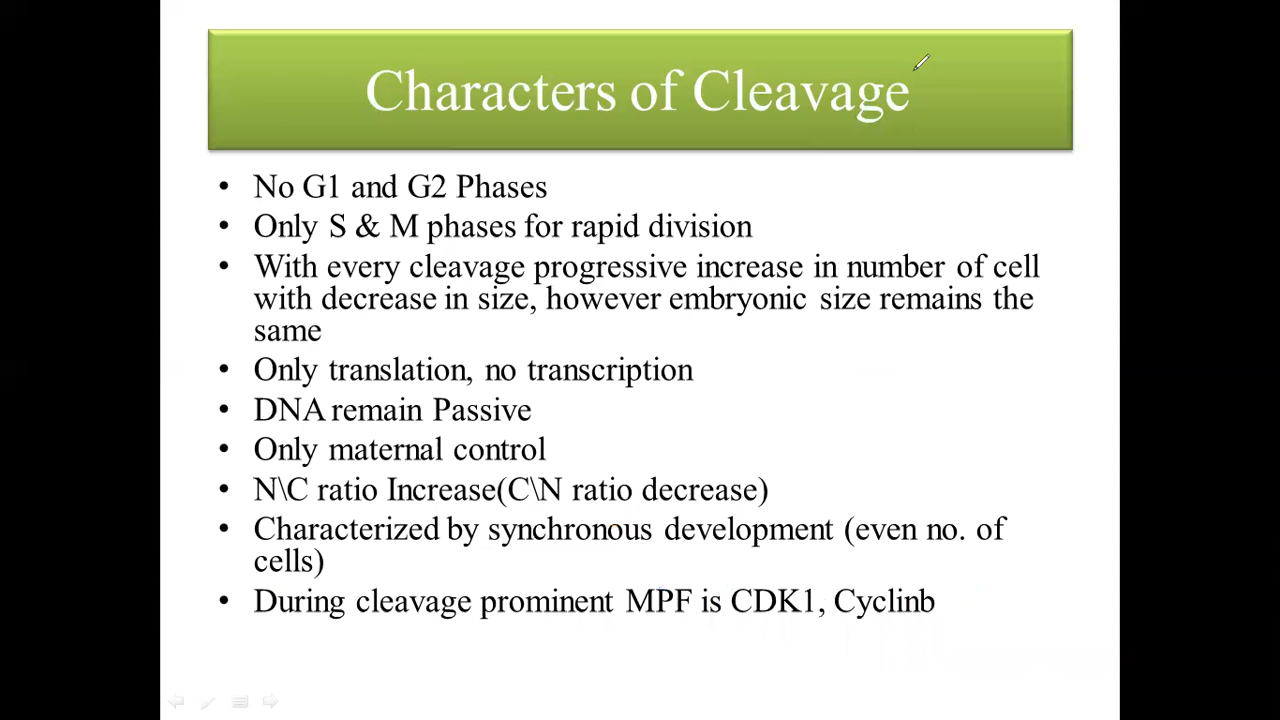 Characters of Cleavage
• No G1 and G2 Phases
• Only S & M phases for rapid division
• With every cleavage progressive increase in number of cell
with decrease in size, however embryonic size remains the
same
• Only translation, no transcription
• DNA remain Passive
• Only maternal control
• N\C ratio Increase(C\N ratio decrease)
• Characterized by synchronous development (even no. of
cells)
• During cleavage prominent MPF is CDK1, Cyclinb